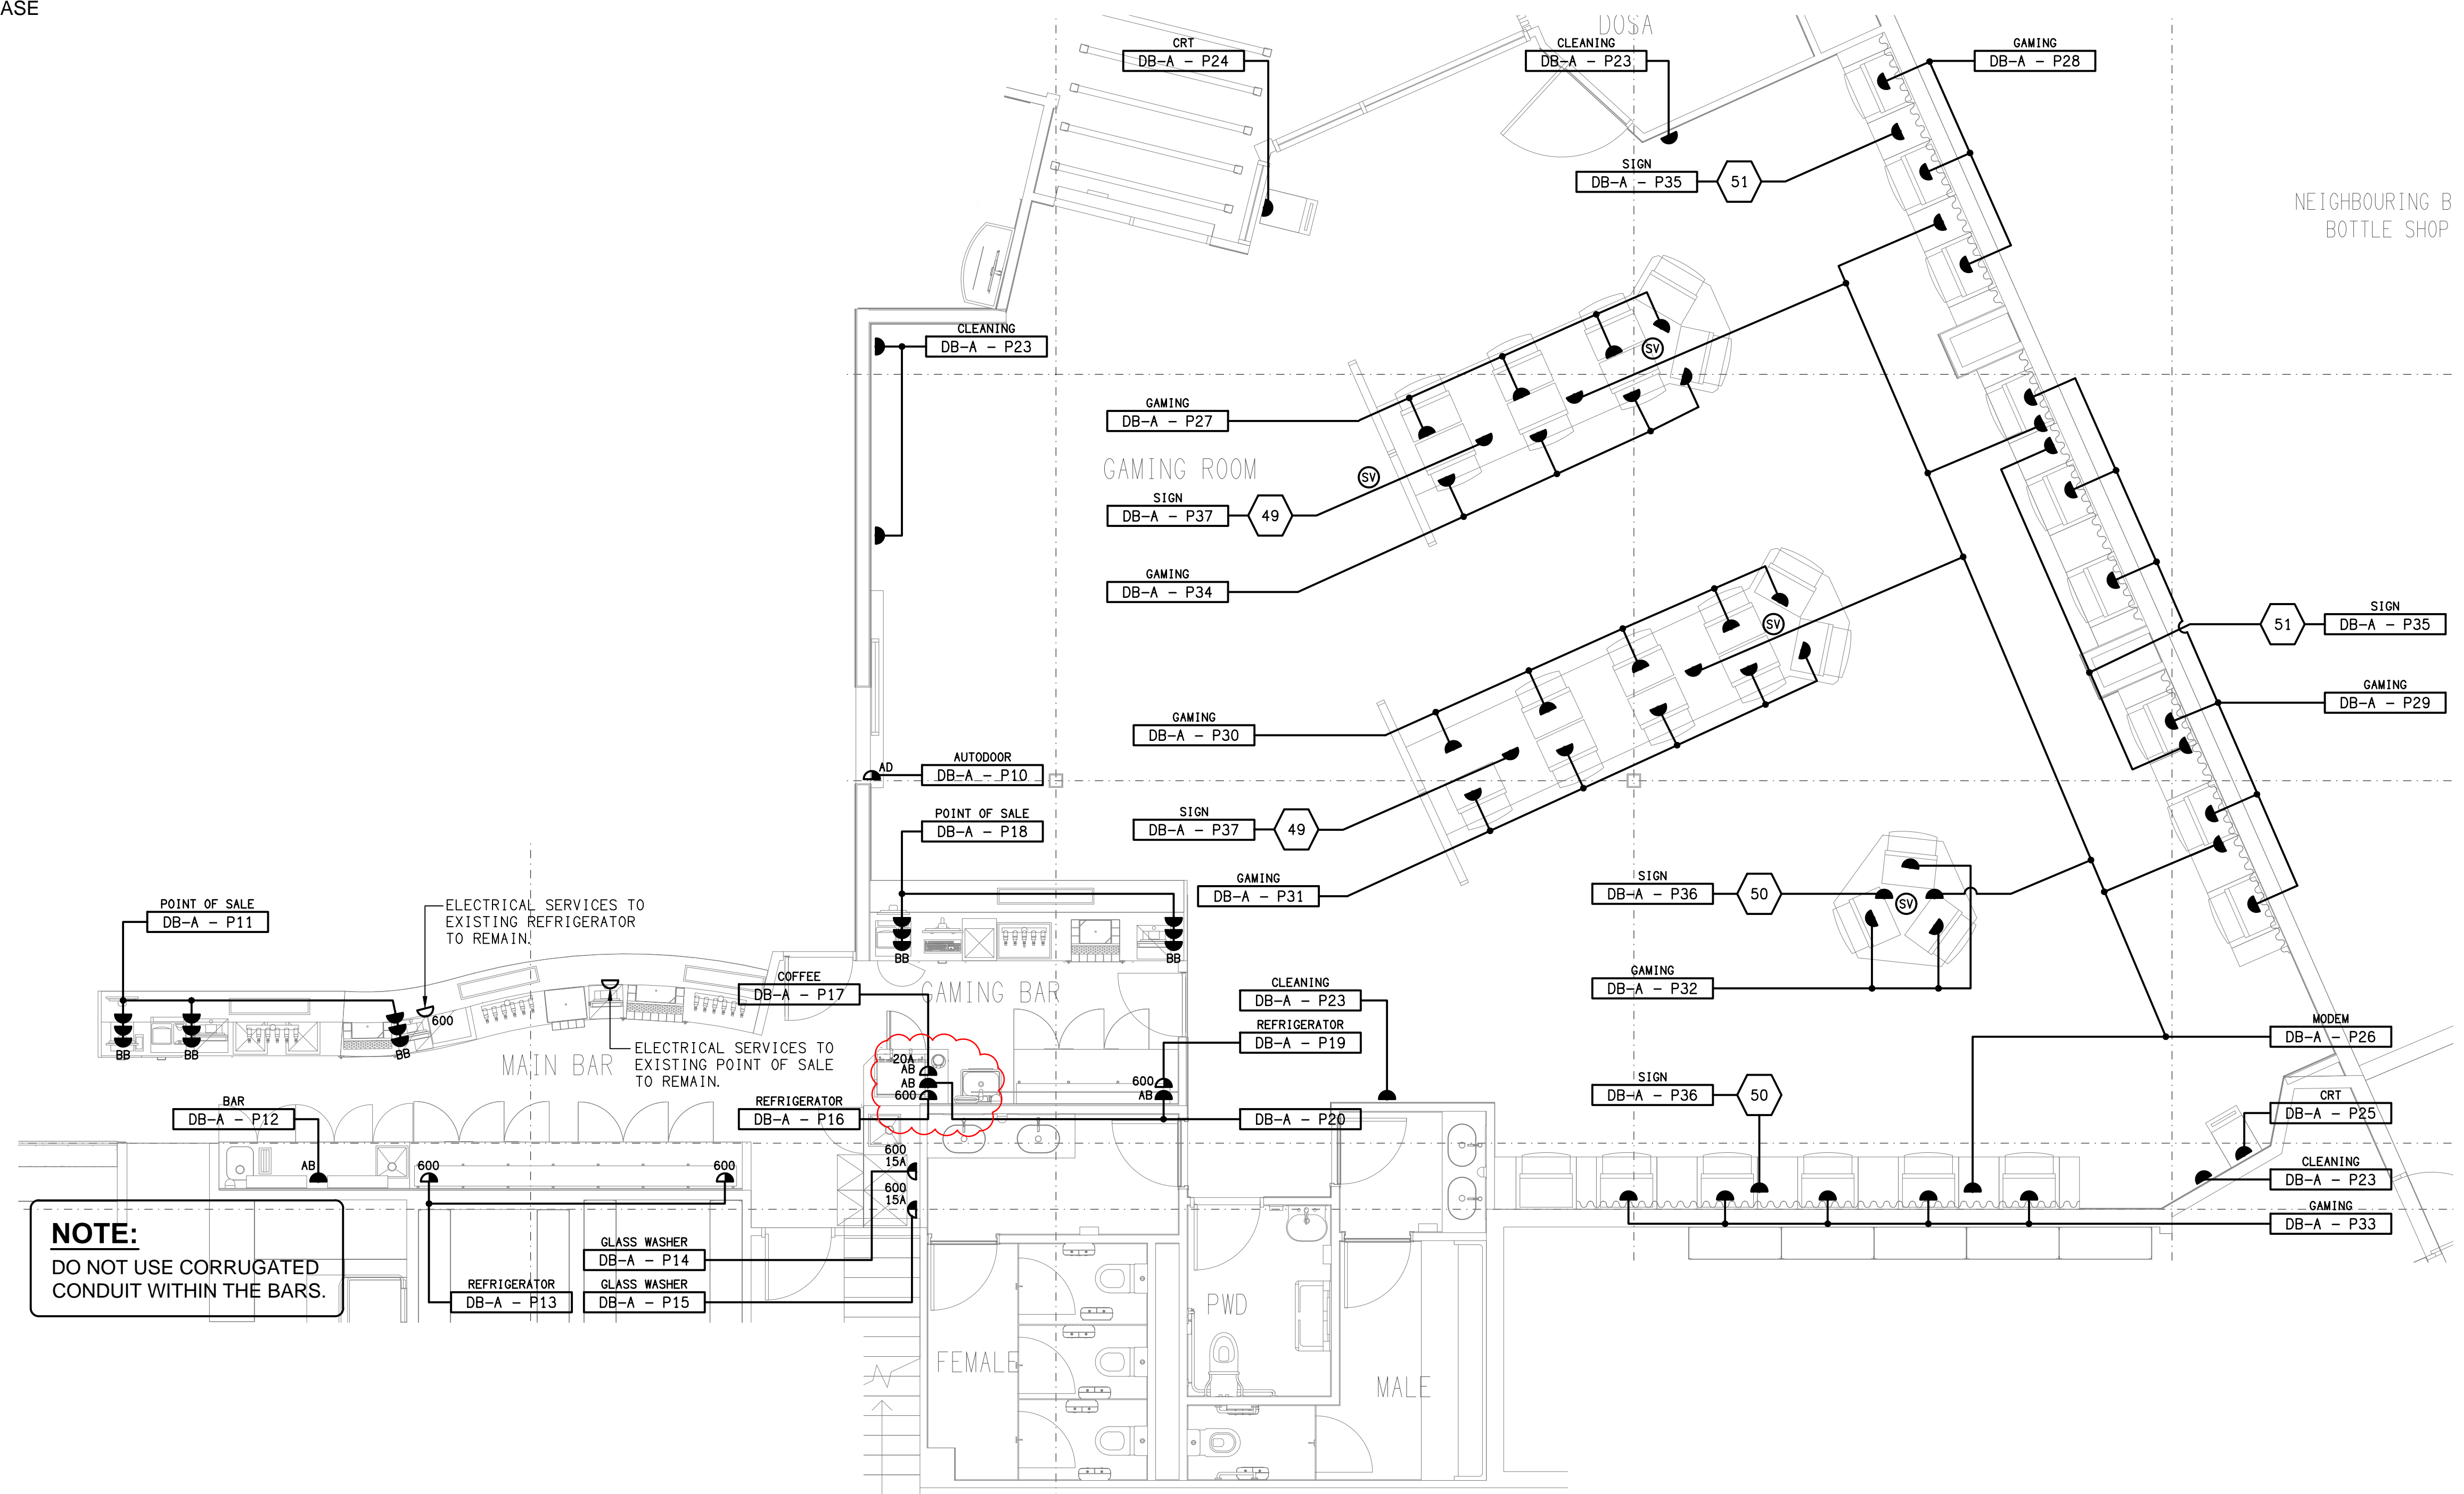 ASE
DOSA
CRT
DB-A - P24
CLEANING
DB-A - P23
GAMING
DB-A - P28
SIGN
DB-A - P35
51
NEIGHBOURING B
BOTTLE SHOP
CLEANING
DB-A - P23
SV
GAMING
DB-A - P27
GAMING ROOM
SV
SIGN
DB-A - P37
49
GAMING
DB-A - P34
SV
51
SIGN
DB-A - P35
GAMING
DB-A - P29
GAMING
DB-A - P30
AD
AUTODOOR
DB-A - P10
POINT OF SALE
DB-A - P18
SIGN
DB-A - P37
49
GAMING
DB-A - P31
SIGN
DB-A - P36
50
SV
POINT OF SALE
DB-A - P11
ELECTRICAL SERVICES TO
EXISTING REFRIGERATOR
TO REMAIN.
BB
BB
COFFEE
DB-A - P17
GAMING BAR
CLEANING
DB-A - P23
GAMING
DB-A - P32
600
BB
BB
BB
MAIN BAR
ELECTRICAL SERVICES TO
EXISTING POINT OF SALE
TO REMAIN.
20A
AB
AB
600
REFRIGERATOR
DB-A - P19
600
AB
MODEM
DB-A - P26
SIGN
DB-A - P36
50
BAR
DB-A - P12
REFRIGERATOR
DB-A - P16
DB-A - P20
CRT
DB-A - P25
AB
600
600
600
15A
600
15A
CLEANING
DB-A - P23
GAMING
DB-A - P33
NOTE:
DO NOT USE CORRUGATED
CONDUIT WITHIN THE BARS.
GLASS WASHER
DB-A - P14
REFRIGERATOR
DB-A - P13
GLASS WASHER
DB-A - P15
PWD
FEMALE
MALE